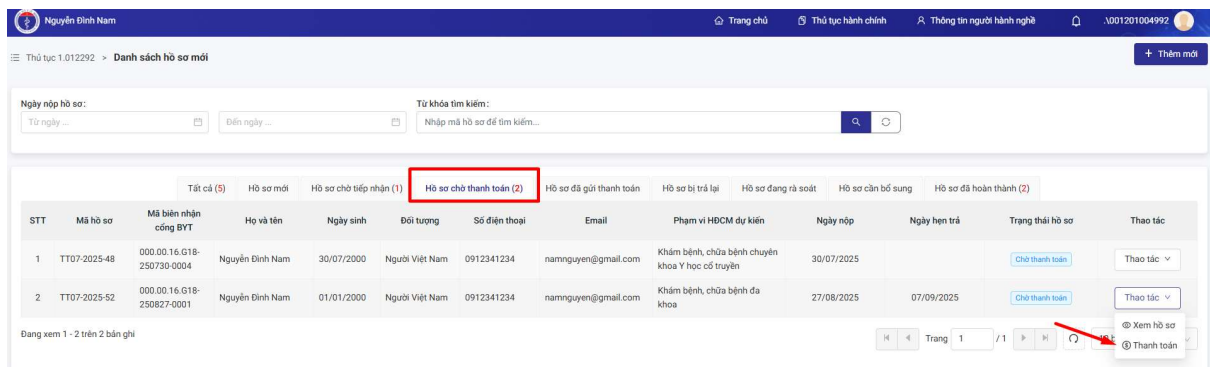 Nguyễn Đình Nam
Trang chủ
Thủ tục hành chính
Thông tin người hành nghề
.\001201004992
Thủ tục 1.012292 > Danh sách hồ sơ mới
+ Thêm mới
Ngày nộp hồ sơ:
Từ khóa tìm kiếm:
Từ ngày ...
Đến ngày ...
Nhập mã hồ sơ để tìm kiếm...
Tất cả (5)
Hồ sơ mới
Hồ sơ chờ tiếp nhận (1)
Hồ sơ chờ thanh toán (2)
Hồ sơ đã gửi thanh toán
Hồ sơ bị trả lại
Hồ sơ đang rà soát
Hồ sơ cần bổ sung
Hồ sơ đã hoàn thành (2)
STT
Mã hồ sơ
Mã biên nhận
cổng BYT
Họ và tên
Ngày sinh
Đối tượng
Số điện thoại
Email
Phạm vi HĐCM dự kiến
Ngày nộp
Ngày hẹn trả
Trạng thái hồ sơ
Thao tác
1
TT07-2025-48
000.00.16.G18-
250730-0004
Nguyễn Đình Nam
30/07/2000
Người Việt Nam
0912341234
namnguyen@gmail.com
Khám bệnh, chữa bệnh chuyên
khoa Y học cổ truyền
30/07/2025
Chờ thanh toán
Thao tác
2
TT07-2025-52
000.00.16.G18-
250827-0001
Nguyễn Đình Nam
01/01/2000
Người Việt Nam
0912341234
namnguyen@gmail.com
Khám bệnh, chữa bệnh đa
khoa
27/08/2025
07/09/2025
Chờ thanh toán
Thao tác
Xem hồ sơ
Thanh toán
Đang xem 1 - 2 trên 2 bản ghi
Trang 1 / 1